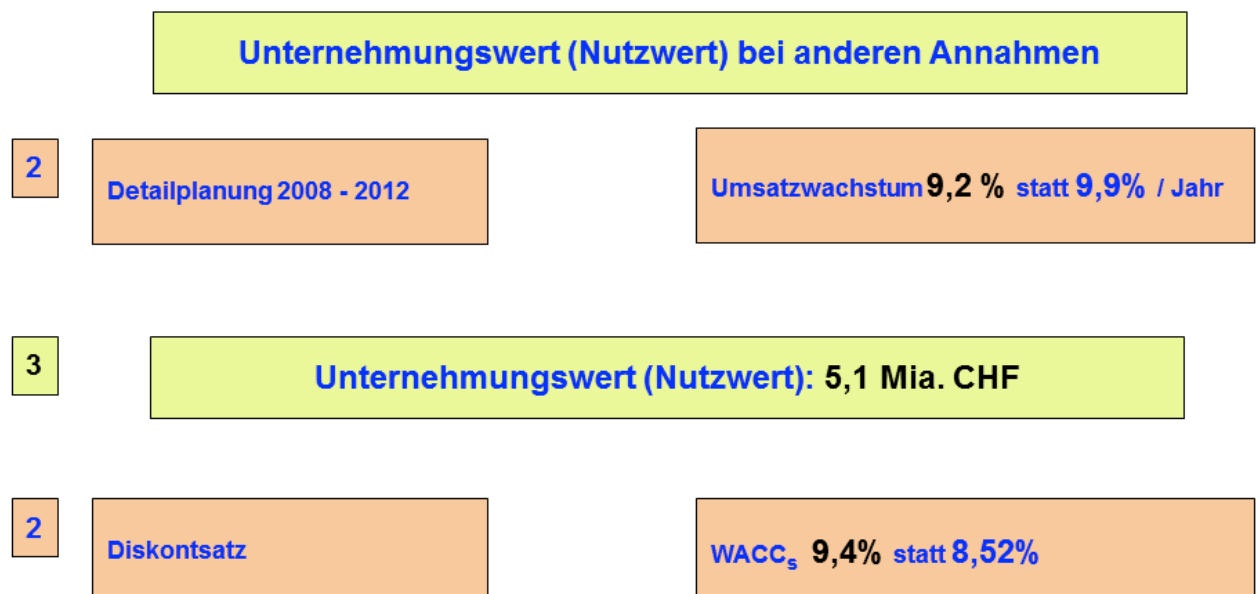 Unternehmungswert (Nutzwert) bei anderen Annahmen
2
Detailplanung 2008 - 2012
Umsatzwachstum 9,2 % statt 9,9% / Jahr
3
Unternehmungswert (Nutzwert): 5,1 Mia. CHF
2
Diskontsatz
WACCs 9,4% statt 8,52%